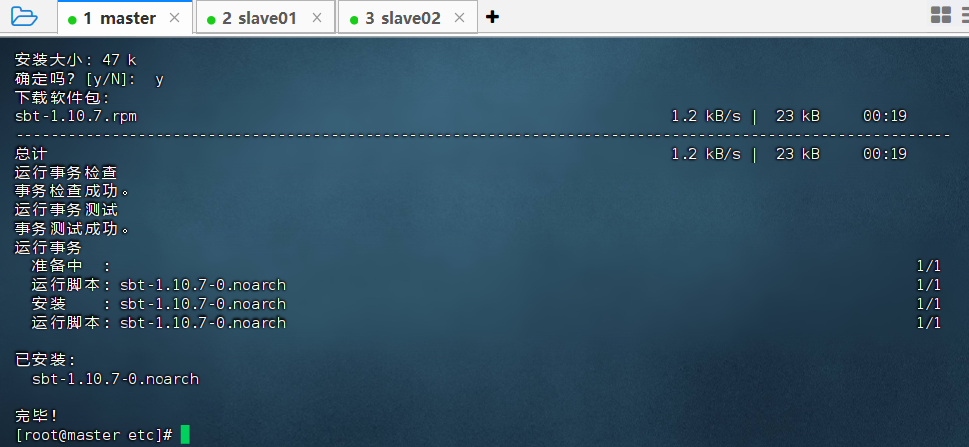 1 master × 2 slave01 × 3 slave02 × +
安装大小: 47 k
确定吗？[y/N]: y
下载软件包:
sbt-1.10.7.rpm 1.2 kB/s | 23 kB 00:19
--------------------------------------------------------------------------------
总计 1.2 kB/s | 23 kB 00:19
运行事务检查
事务检查成功。
运行事务测试
事务测试成功。
运行事务
准备中 : 1/1
运行脚本: sbt-1.10.7-0.noarch 1/1
安装 : sbt-1.10.7-0.noarch 1/1
运行脚本: sbt-1.10.7-0.noarch 1/1
已安装:
sbt-1.10.7-0.noarch
完毕！
[root@master etc]#